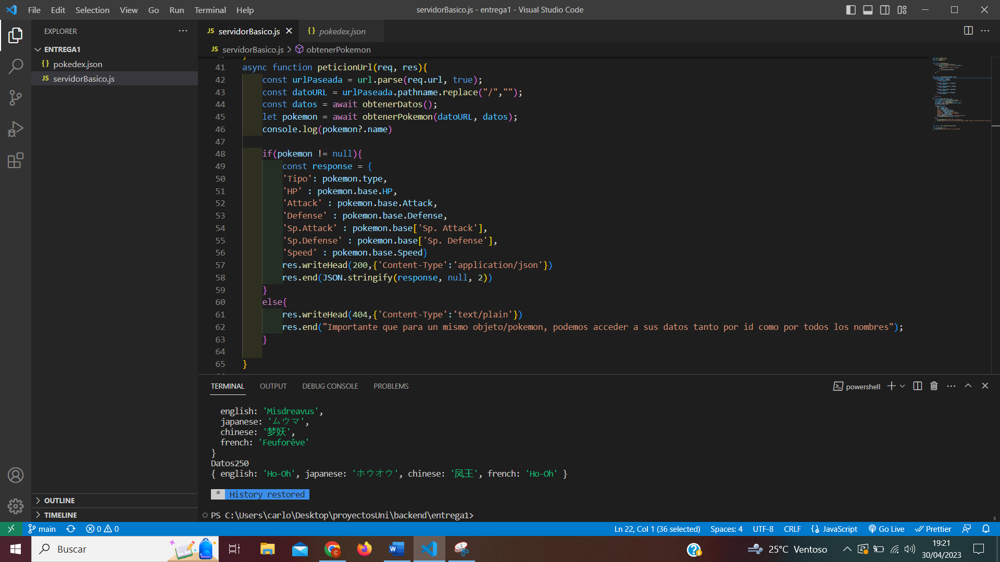 File Edit Selection View Go Run Terminal Help
servidorBasico.js - entrega1 - Visual Studio Code
EXPLORER
ENTREGA1
{} pokedex.json
JS servidorBasico.js
OUTLINE
TIMELINE
JS servidorBasico.js
{} pokedex.json
JS servidorBasico.js > obtenerPokemon
41 async function peticionUrl(req, res){
42 const urlPaseada = url.parse(req.url, true);
43 const datoURL = urlPaseada.pathname.replace("/","");
44 const datos = await obtenerDatos();
45 let pokemon = await obtenerPokemon(datoURL, datos);
46 console.log(pokemon?.name)
47
48 if(pokemon != null){
49 const response = {
50 'Tipo': pokemon.type,
51 'HP' : pokemon.base.HP,
52 'Attack' : pokemon.base.Attack,
53 'Defense' : pokemon.base.Defense,
54 'Sp.Attack' : pokemon.base['Sp. Attack'],
55 'Sp.Defense' : pokemon.base['Sp. Defense'],
56 'Speed' : pokemon.base.Speed}
57 res.writeHead(200,{'Content-Type':'application/json'})
58 res.end(JSON.stringify(response, null, 2))
59 }
60 else{
61 res.writeHead(404,{'Content-Type':'text/plain'})
62 res.end("Importante que para un mismo objeto/pokemon, podemos acceder a sus datos tanto por id como por todos los nombres");
63 }
64
65 }
TERMINAL OUTPUT DEBUG CONSOLE PROBLEMS
powershell
english: 'Misdreavus',
japanese: 'ムウマ',
chinese: '梦妖',
french: 'Feuforêve'
}
Datos250
{ english: 'Ho-Oh', japanese: 'ホウオウ', chinese: '凤王', french: 'Ho-Oh' }
* History restored
PS C:\Users\carlo\Desktop\proyectosUni\backend\entrega1>
main 0 0
Ln 22, Col 1 (36 selected) Spaces: 4 UTF-8 CRLF JavaScript Go Live Prettier
Buscar
25°C Ventoso
19:21
30/04/2023